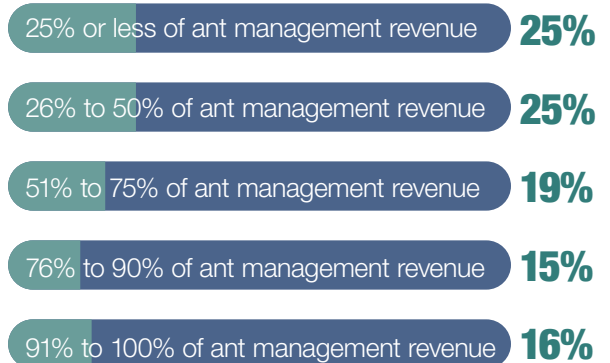 25% or less of ant management revenue 25%
26% to 50% of ant management revenue 25%
51% to 75% of ant management revenue 19%
76% to 90% of ant management revenue 15%
91% to 100% of ant management revenue 16%